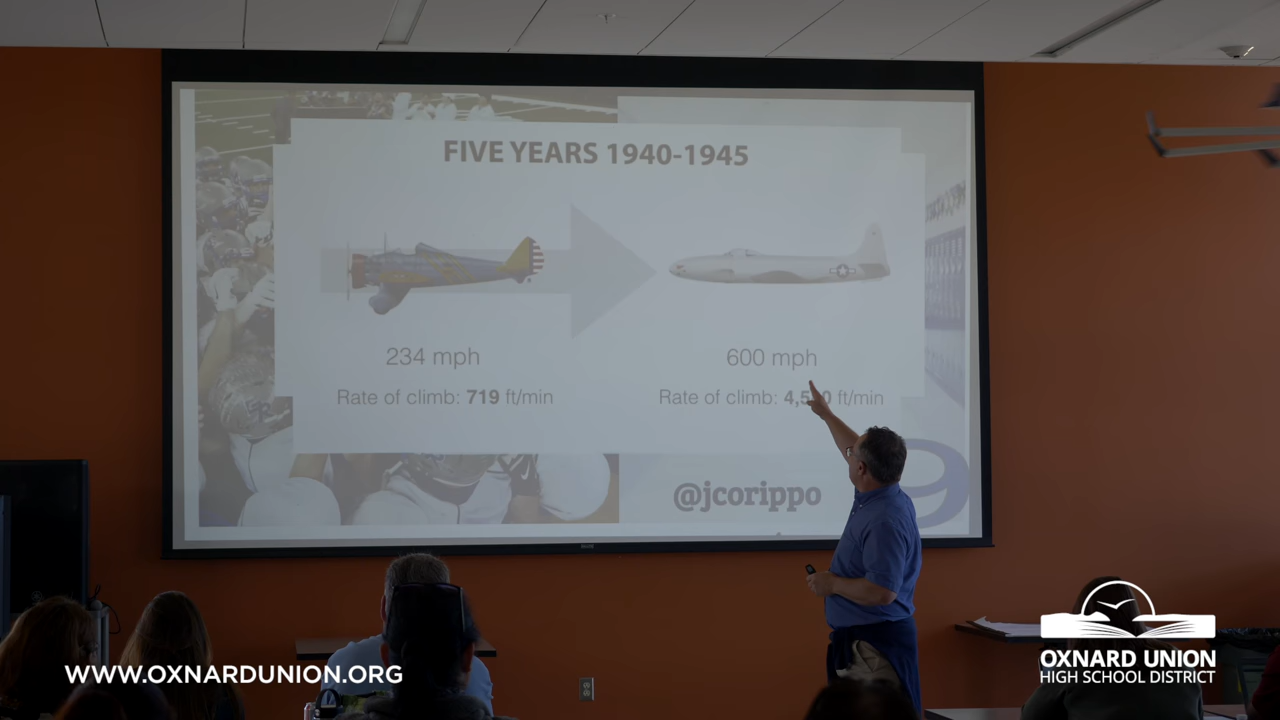 FIVE YEARS 1940-1945
234 mph
600 mph
Rate of climb: 719 ft/min
Rate of climb: ft/min
@jcorippo
9
WWW.OXNARDUNION.ORG
OXNARD UNION
HIGH SCHOOL DISTRICT